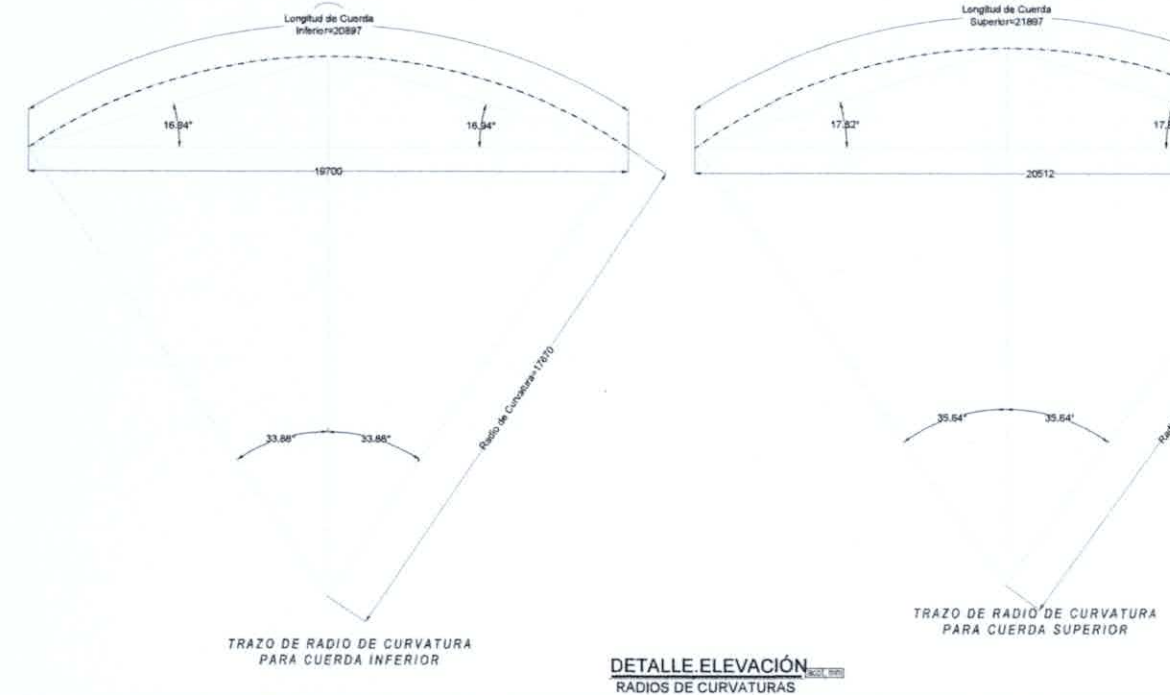 Longitud de Cuerda
Inferior=20897
16.94°
16.94°
19700
Radio de Curvatura=17670
33.88°
33.88°
TRAZO DE RADIO DE CURVATURA
PARA CUERDA INFERIOR
Longitud de Cuerda
Superior=21897
17.82°
20512
35.64°
35.64°
TRAZO DE RADIO DE CURVATURA
PARA CUERDA SUPERIOR
DETALLE.ELEVACIÓN
RADIOS DE CURVATURAS